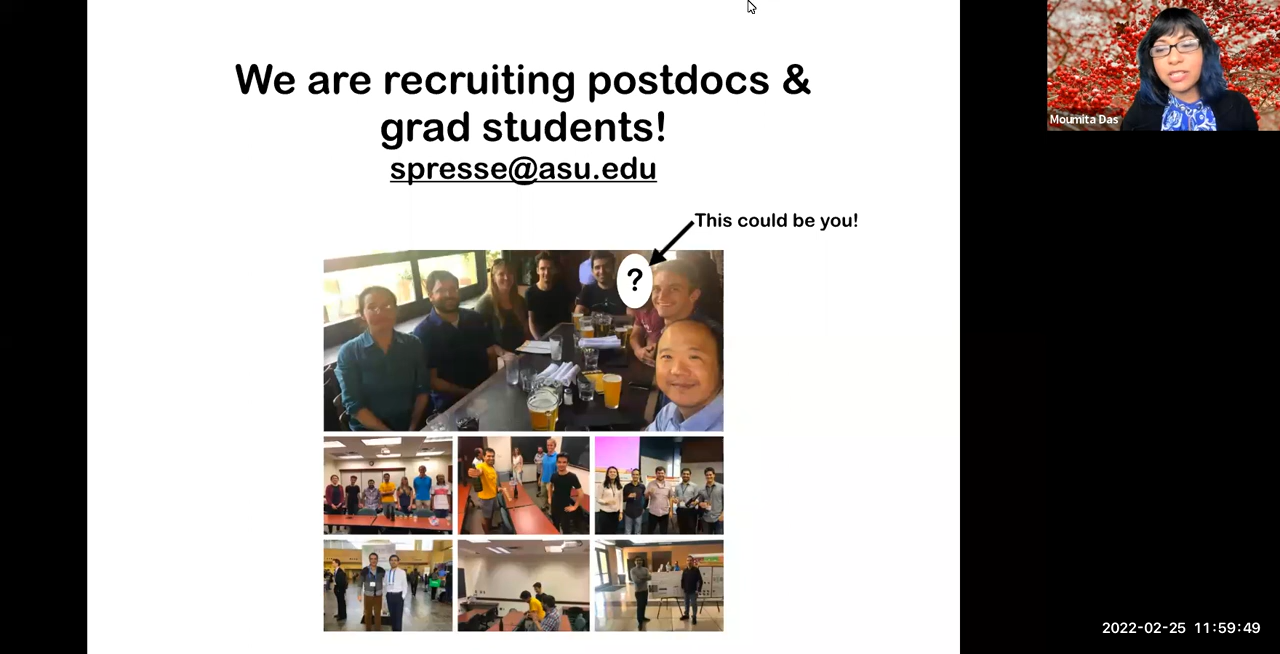 We are recruiting postdocs &
grad students!
spresse@asu.edu
This could be you!
?
Moumita Das
2022-02-25 11:59:49